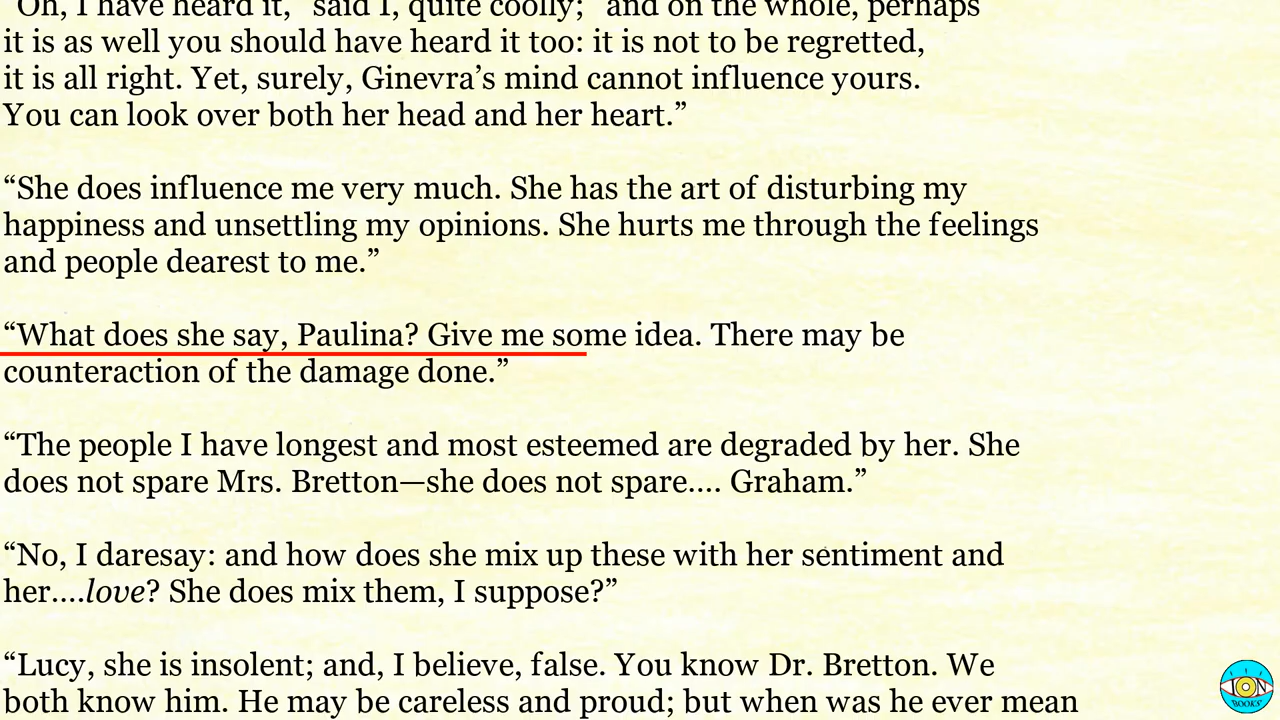 “Oh, I have heard it,” said I, quite coolly; “and on the whole, perhaps
it is as well you should have heard it too: it is not to be regretted,
it is all right. Yet, surely, Ginevra’s mind cannot influence yours.
You can look over both her head and her heart.”
“She does influence me very much. She has the art of disturbing my
happiness and unsettling my opinions. She hurts me through the feelings
and people dearest to me.”
“What does she say, Paulina? Give me some idea. There may be
counteraction of the damage done.”
“The people I have longest and most esteemed are degraded by her. She
does not spare Mrs. Bretton—she does not spare.... Graham.”
“No, I daresay: and how does she mix up these with her sentiment and
her....love? She does mix them, I suppose?”
“Lucy, she is insolent; and, I believe, false. You know Dr. Bretton. We
both know him. He may be careless and proud; but when was he ever mean
ION
BOOKS